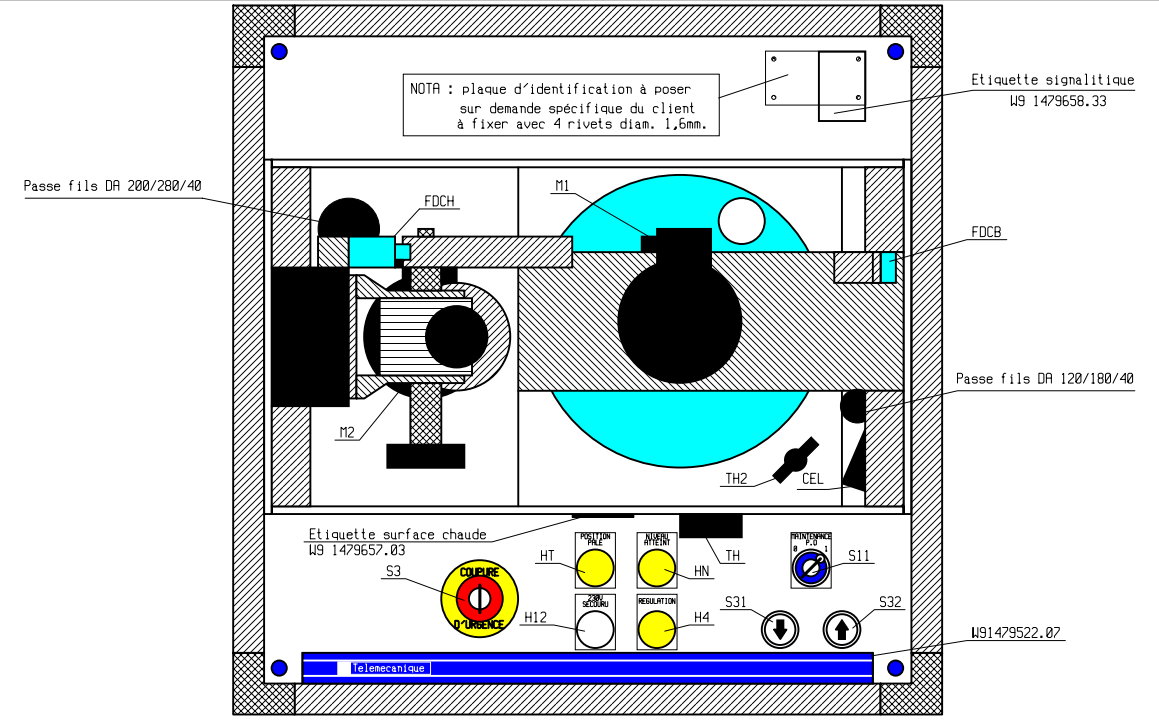 Etiquette signalitique
W9 1479658.33
NOTA : plaque d'identification à poser
sur demande spécifique du client
à fixer avec 4 rivets diam. 1,6mm.
Passe fils DA 200/280/40
FDCH
M1
FDCB
Passe fils DA 120/180/40
M2
TH2
CEL
Etiquette surface chaude
W9 1479657.03
POSITION
PALE
NIVEAU
ATTEINT
TH
MAINTENANCE
P.O
0 1
HT
HN
S11
S3
COUPURE
D'URGENCE
230V
SECOURU
REGULATION
H12
H4
S31
S32
W91479522.07
Telemecanique